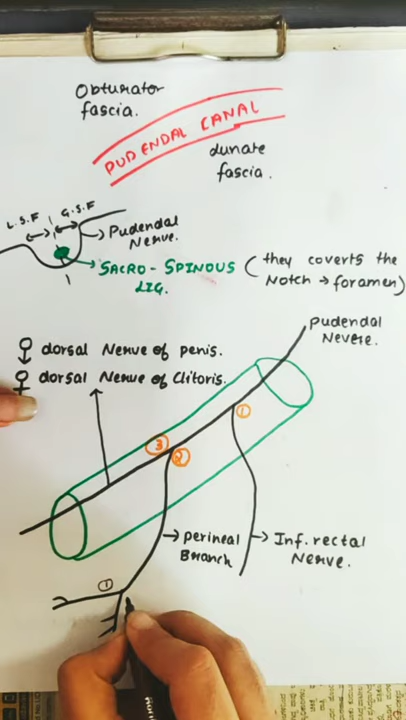 Obturator
fascia.
PUDENDAL CANAL
dunate
fascia.
L.S.F G.S.F
Pudendal
Nerve.
SACRO-SPINOUS
LIG.
(they coverts the
Notch → foramen)
pudendal
Nevere.
♀ dorsal Nerve of penis.
♀ dorsal Nerve of Clitoris.
①
③
②
→ perineal
Branch
→ Inf. rectal
Nerve.
①